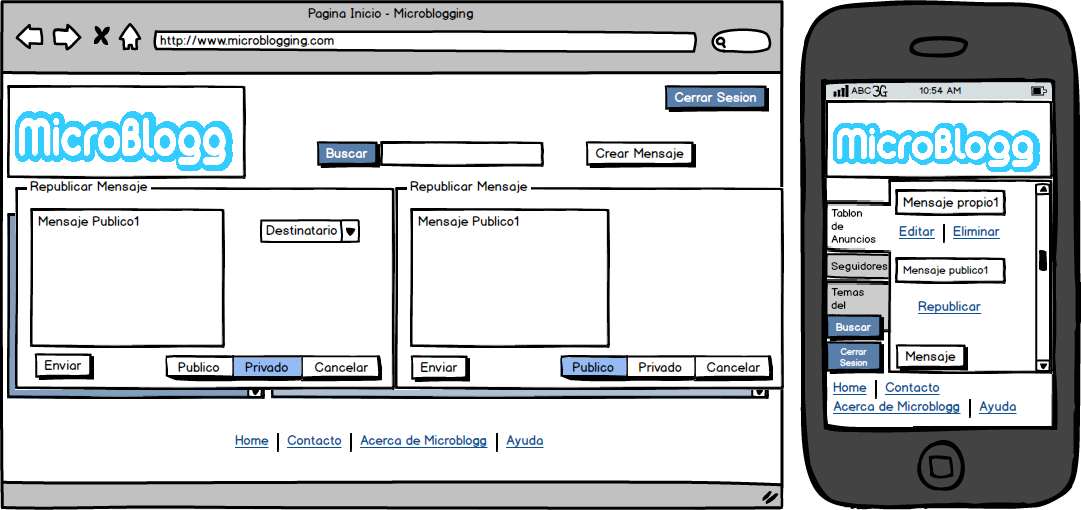 Pagina Inicio - Microblogging
http://www.microblogging.com
MicroBlogg
Cerrar Sesion
Buscar
Crear Mensaje
Republicar Mensaje
Mensaje Publico1
Destinatario
Enviar
Publico
Privado
Cancelar
Republicar Mensaje
Mensaje Publico1
Enviar
Publico
Privado
Cancelar
Home
Contacto
Acerca de Microblogg
Ayuda
ABC 3G
10:54 AM
MicroBlogg
Tablon
de
Anuncios
Seguidores
Temas
del
Buscar
Cerrar
Sesion
Mensaje propio1
Editar
Eliminar
Mensaje publico1
Republicar
Mensaje
Home
Contacto
Acerca de Microblogg
Ayuda